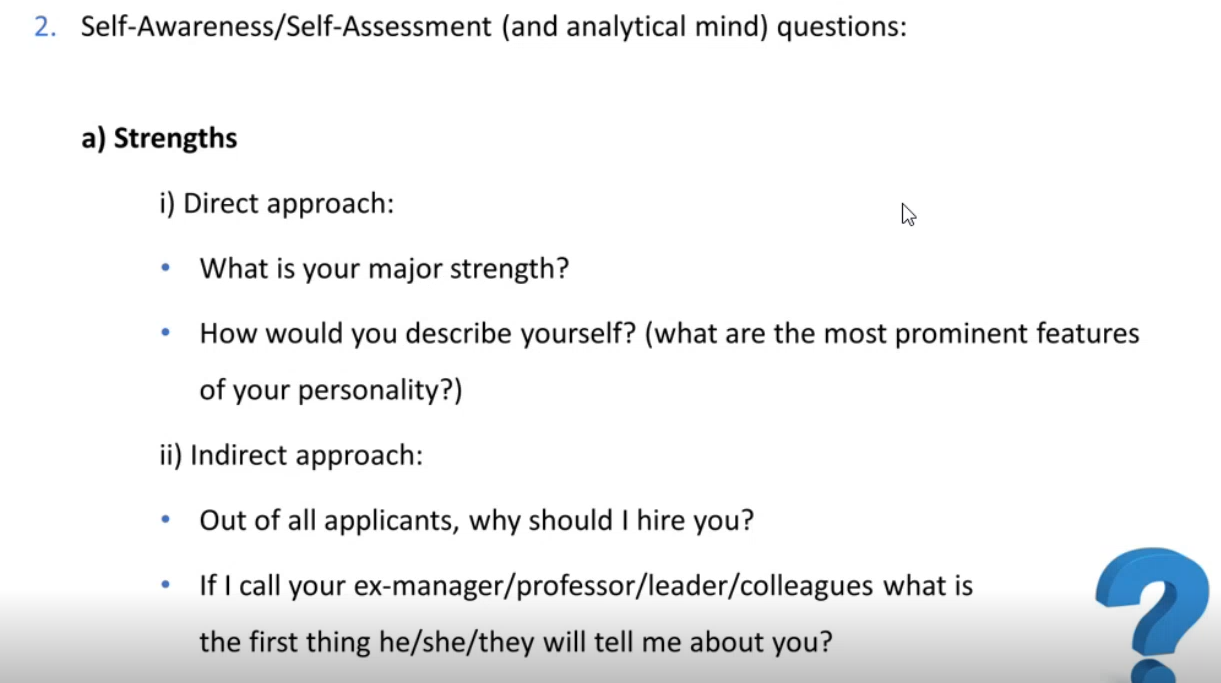 2. Self-Awareness/Self-Assessment (and analytical mind) questions:
a) Strengths
i) Direct approach:
• What is your major strength?
• How would you describe yourself? (what are the most prominent features
of your personality?)
ii) Indirect approach:
• Out of all applicants, why should I hire you?
• If I call your ex-manager/professor/leader/colleagues what is
the first thing he/she/they will tell me about you?